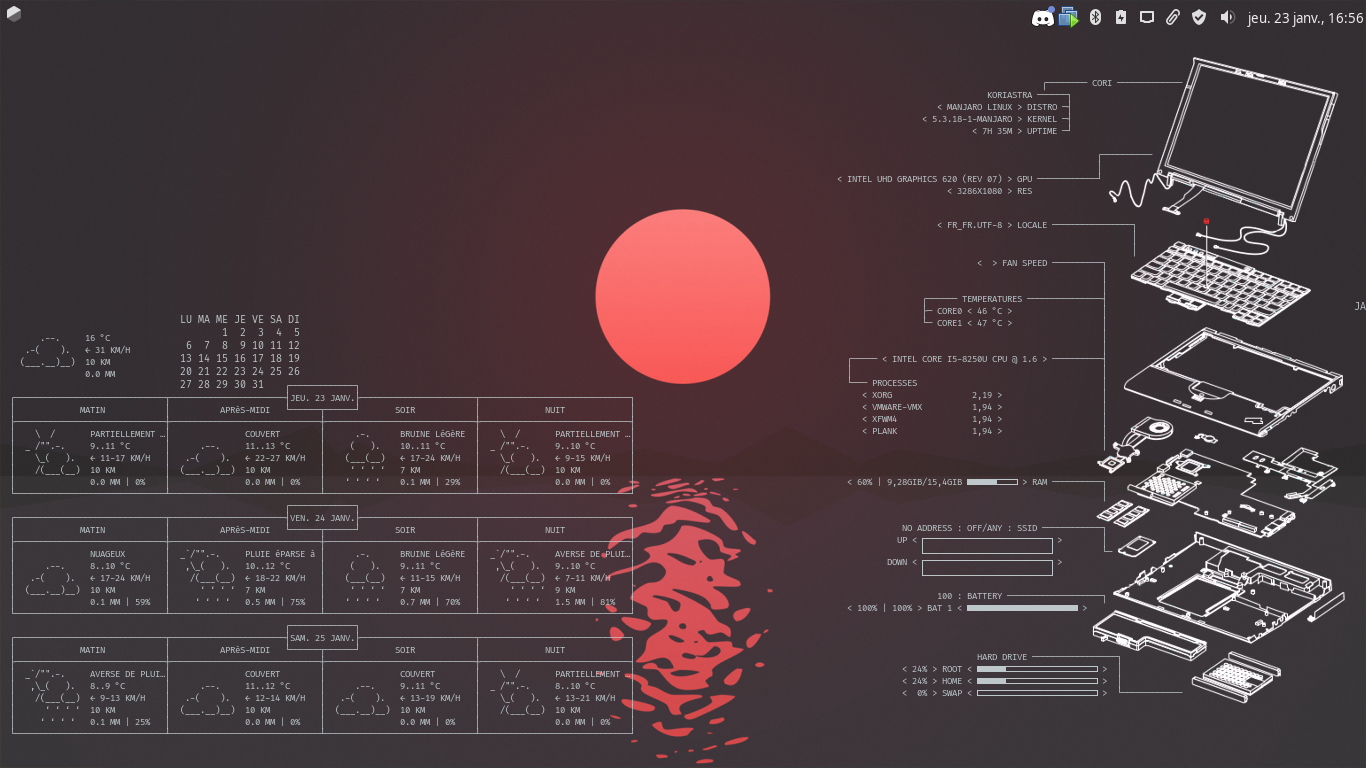 jeu. 23 janv., 16:56
CORI
KORIASTRA
< MANJARO LINUX > DISTRO
< 5.3.18-1-MANJARO > KERNEL
< 7H 35M > UPTIME
< INTEL UHD GRAPHICS 620 (REV 07) > GPU
< 3286X1080 > RES
< FR_FR.UTF-8 > LOCALE
< > FAN SPEED
TEMPERATURES
CORE0 < 46 °C >
CORE1 < 47 °C >
JA
< INTEL CORE I5-8250U CPU @ 1.6 >
PROCESSES
< XORG 2,19 >
< VMWARE-VMX 1,94 >
< XFWM4 1,94 >
< PLANK 1,94 >
< 60% | 9,28GIB/15,4GIB > RAM
NO ADDRESS : OFF/ANY : SSID
UP < >
DOWN < >
100 : BATTERY
< 100% | 100% > BAT 1 < >
HARD DRIVE
< 24% > ROOT < >
< 24% > HOME < >
< 0% > SWAP < >
16 °C
← 31 KM/H
10 KM
0.0 MM
LU MA ME JE VE SA DI
1 2 3 4 5
6 7 8 9 10 11 12
13 14 15 16 17 18 19
20 21 22 23 24 25 26
27 28 29 30 31
JEU. 23 JANV.
MATIN APRéS-MIDI SOIR NUIT
PARTIELLEMENT … COUVERT BRUINE LéGèRE PARTIELLEMENT …
9..11 °C 11..13 °C 10..11 °C 9..10 °C
← 11-17 KM/H ← 22-27 KM/H ← 17-24 KM/H ← 9-15 KM/H
10 KM 10 KM 7 KM 10 KM
0.0 MM | 0% 0.0 MM | 0% 0.1 MM | 29% 0.0 MM | 0%
VEN. 24 JANV.
MATIN APRéS-MIDI SOIR NUIT
NUAGEUX PLUIE éPARSE à BRUINE LéGèRE AVERSE DE PLUI…
8..10 °C 10..12 °C 9..11 °C 9..10 °C
← 17-24 KM/H ← 18-22 KM/H ← 11-15 KM/H ← 7-11 KM/H
10 KM 7 KM 7 KM 9 KM
0.1 MM | 59% 0.5 MM | 75% 0.7 MM | 70% 1.5 MM | 81%
SAM. 25 JANV.
MATIN APRéS-MIDI SOIR NUIT
AVERSE DE PLUI… COUVERT COUVERT PARTIELLEMENT …
8..9 °C 11..12 °C 9..11 °C 8..10 °C
← 9-13 KM/H ← 12-14 KM/H ← 13-19 KM/H ← 13-21 KM/H
10 KM 10 KM 10 KM 10 KM
0.1 MM | 25% 0.0 MM | 0% 0.0 MM | 0% 0.0 MM | 0%